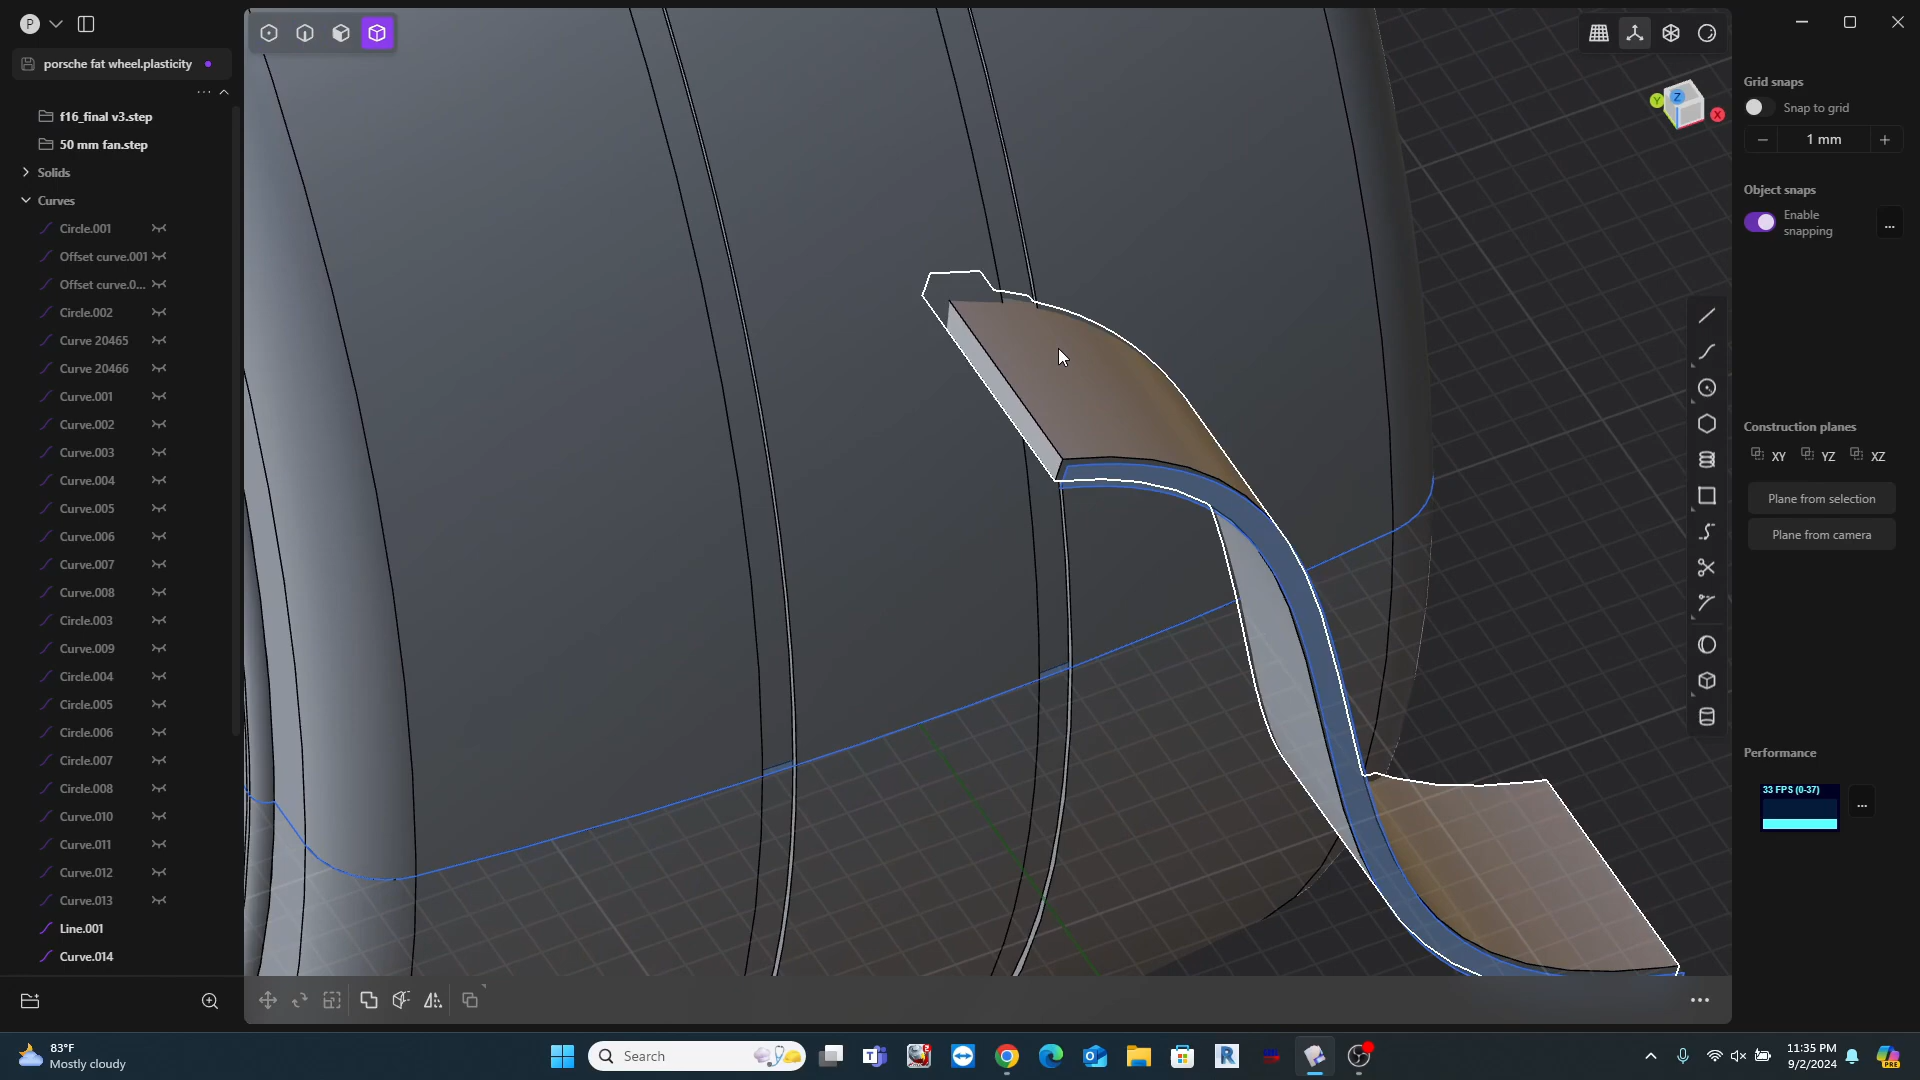 P
porsche fat wheel.plasticity
f16_final v3.step
50 mm fan.step
Solids
Curves
Circle.001
Offset curve.001
Offset curve.0...
Circle.002
Curve 20465
Curve 20466
Curve.001
Curve.002
Curve.003
Curve.004
Curve.005
Curve.006
Curve.007
Curve.008
Circle.003
Curve.009
Circle.004
Circle.005
Circle.006
Circle.007
Circle.008
Curve.010
Curve.011
Curve.012
Curve.013
Line.001
Curve.014
Y
Z
X
Grid snaps
Snap to grid
1 mm
Object snaps
Enable
snapping
Construction planes
XY YZ XZ
Plane from selection
Plane from camera
Performance
33 FPS (0-37)
83°F
Mostly cloudy
Search
11:35 PM
9/2/2024